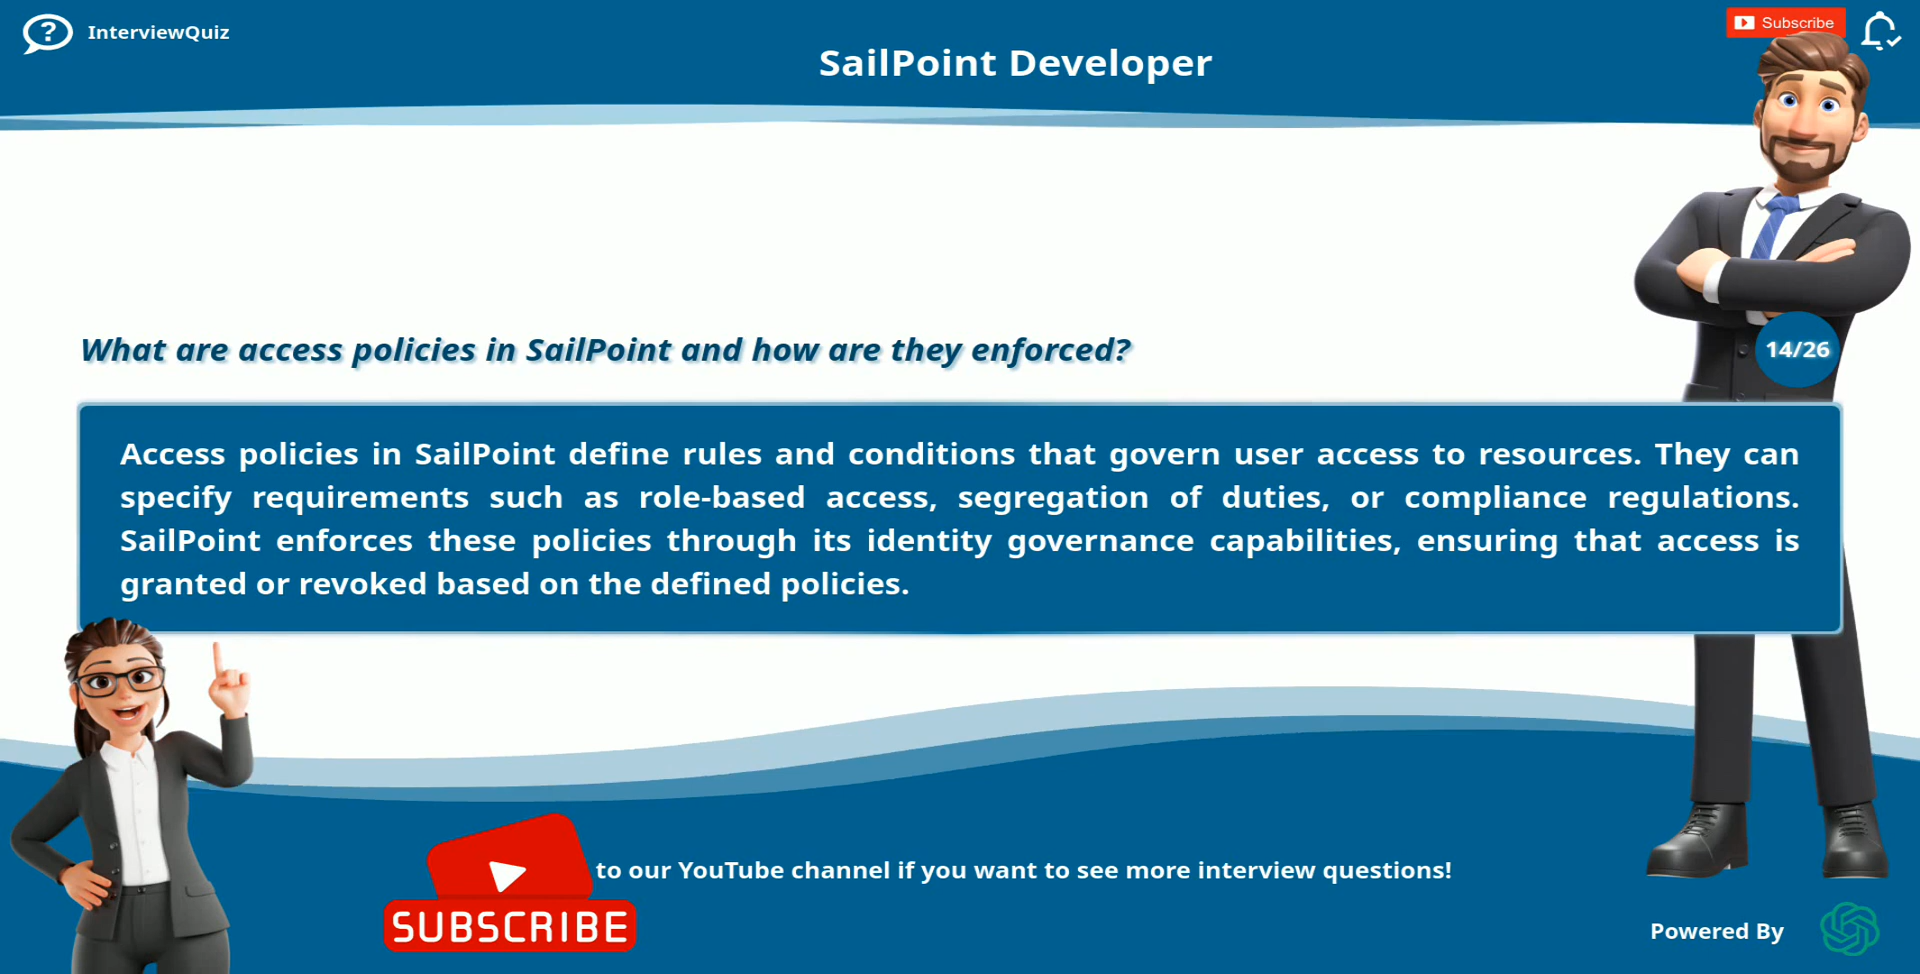 InterviewQuiz
Subscribe
SailPoint Developer
What are access policies in SailPoint and how are they enforced?
14/26
Access policies in SailPoint define rules and conditions that govern user access to resources. They can
specify requirements such as role-based access, segregation of duties, or compliance regulations.
SailPoint enforces these policies through its identity governance capabilities, ensuring that access is
granted or revoked based on the defined policies.
to our YouTube channel if you want to see more interview questions!
SUBSCRIBE
Powered By